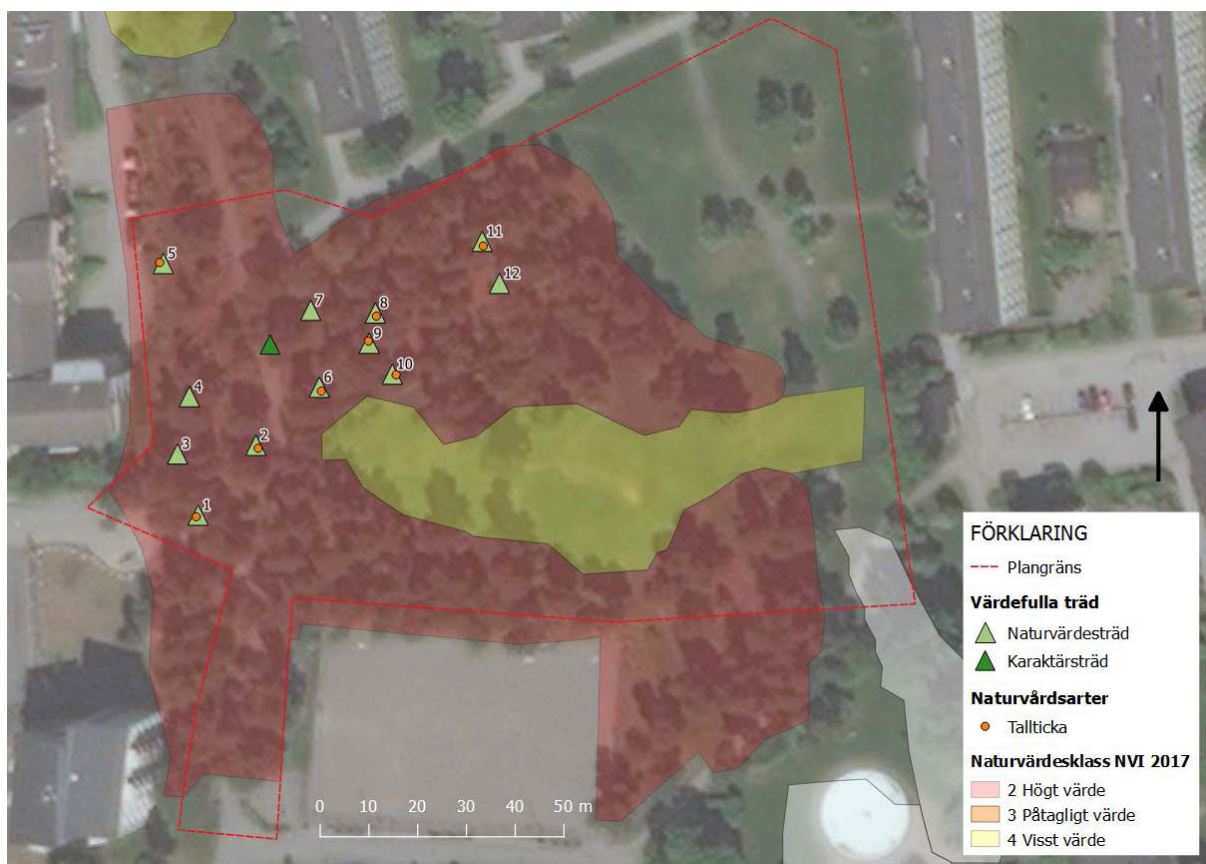 11
5
12
7
8
9
10
6
4
2
3
1
FÖRKLARING
Plangräns
Värdefulla träd
Naturvärdesträd
Karaktärsträd
Naturvårdsarter
Tallticka
Naturvärdesklass NVI 2017
2 Högt värde
3 Påtagligt värde
4 Visst värde
0 10 20 30 40 50 m